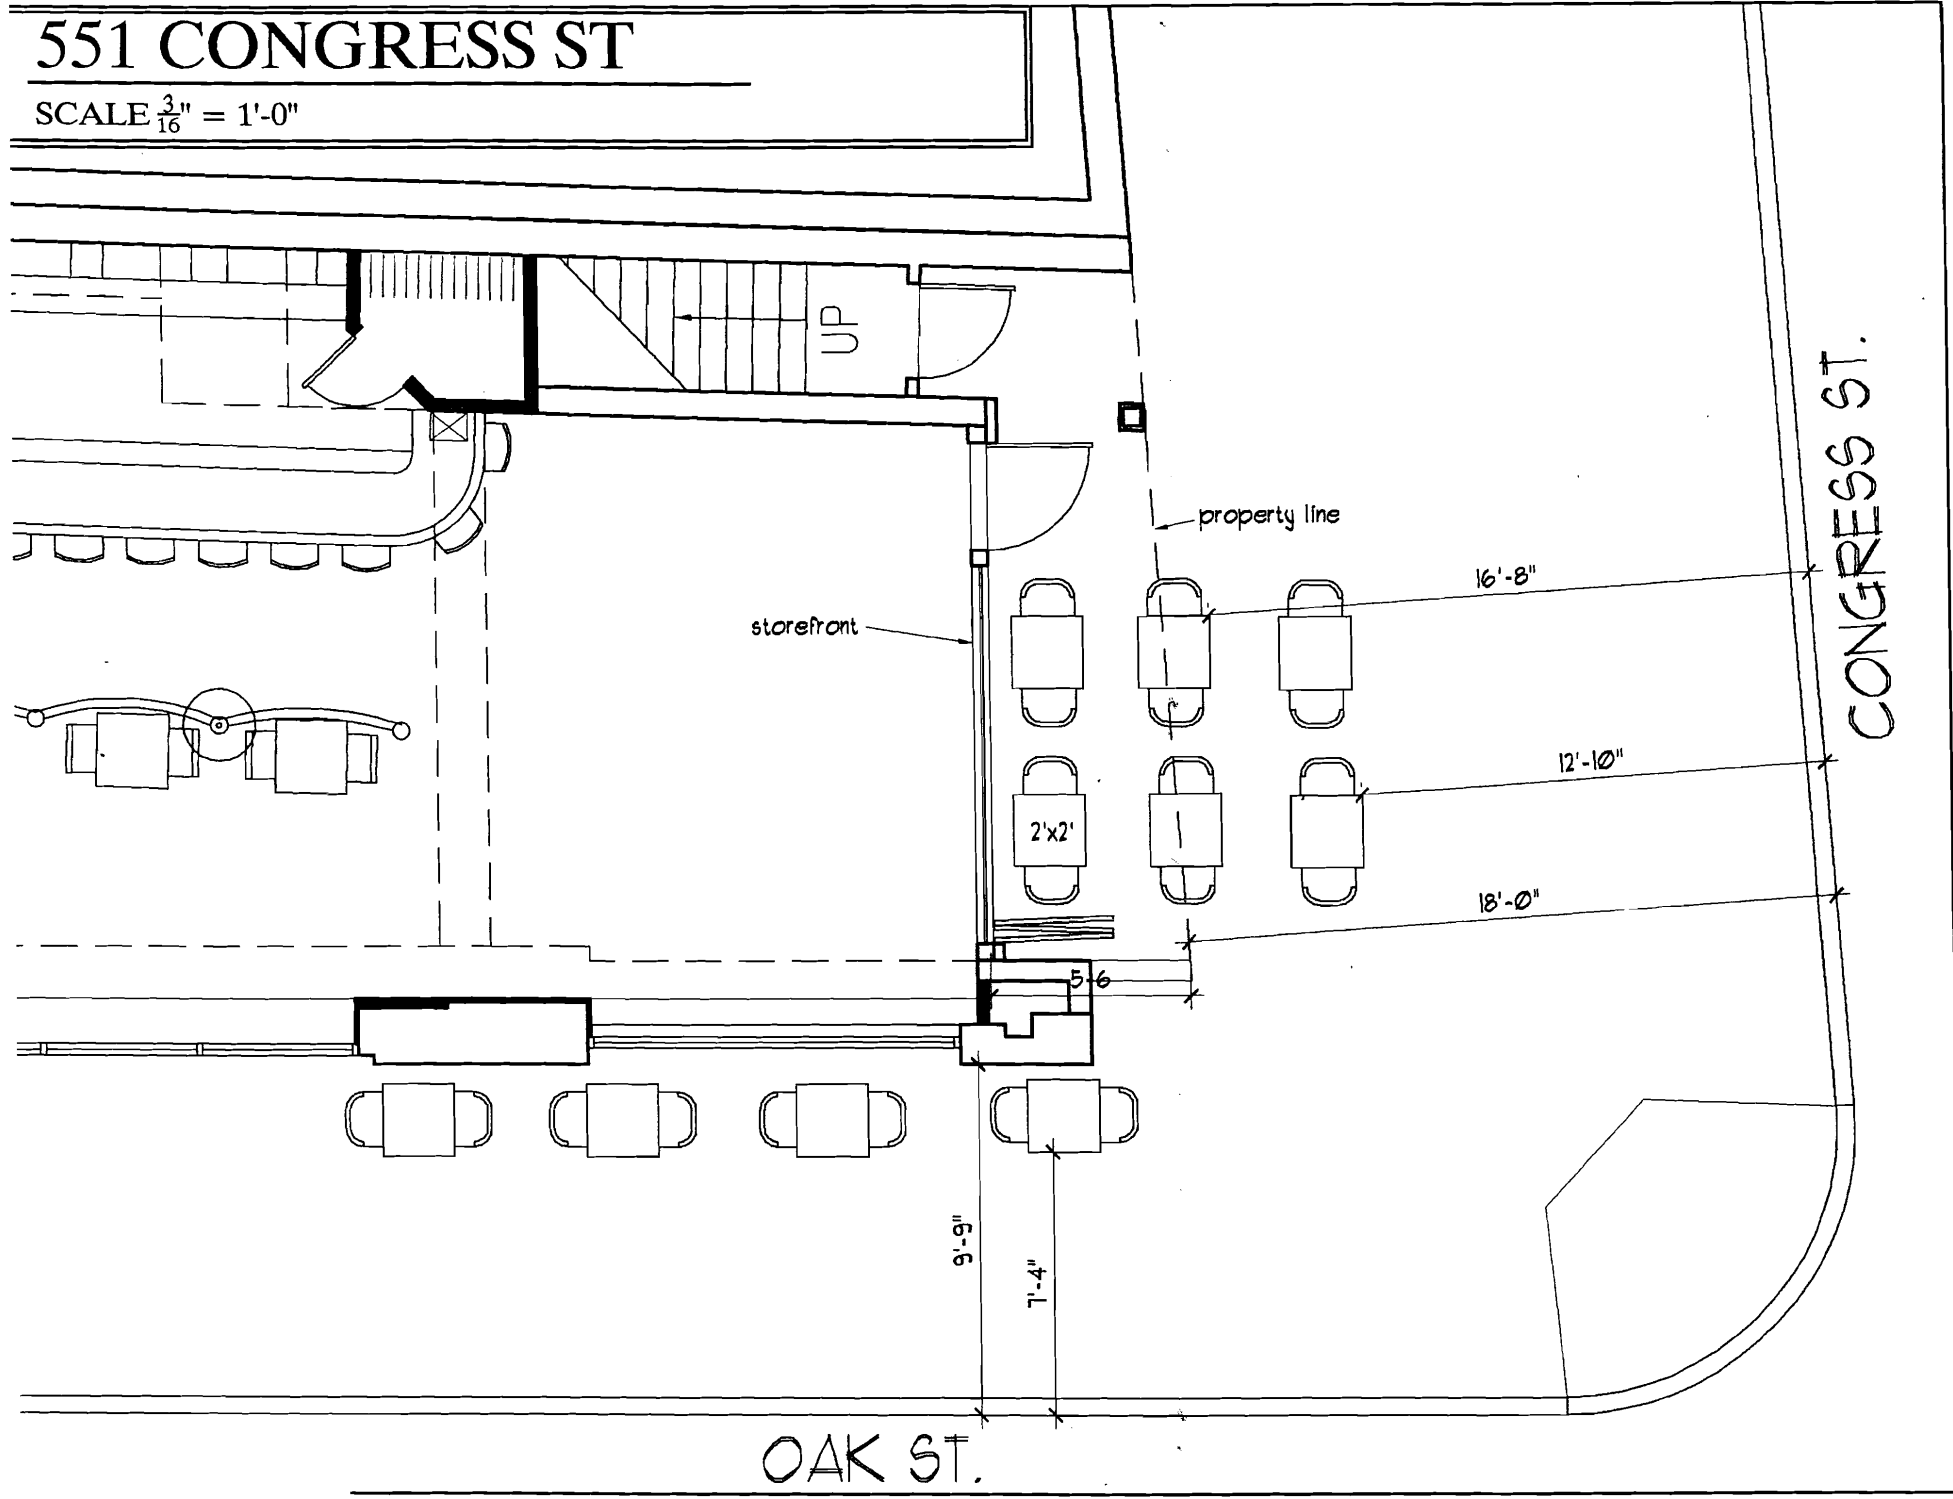 551 CONGRESS ST
SCALE 3/16" = 1'-0"
UP
property line
storefront
16'-8"
CONGRESS ST.
12'-10"
2'x2'
18'-0"
5-6
9'-9"
7'-4"
OAK ST.